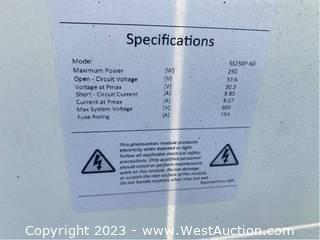 Specifications
Model SS250P-60
Maximum Power [W] 250
Open - Circuit Voltage [V] 37.6
Voltage at Pmax [V] 30.3
Short - Circuit Current [A] 8.85
Current at Pmax [A] 8.27
Max System Voltage [V] 600
Fuse Rating [A] 15A
This photovoltaic module produces
electricity when exposed to light.
Follow all applicable electrical safety
precautions. Only qualified personnel
should install or perform maintenance
work on this module. Do not damage
or scratch the rear surface of the module.
Do not handle modules when they are wet.
Copyright 2023 - www.WestAuction.com